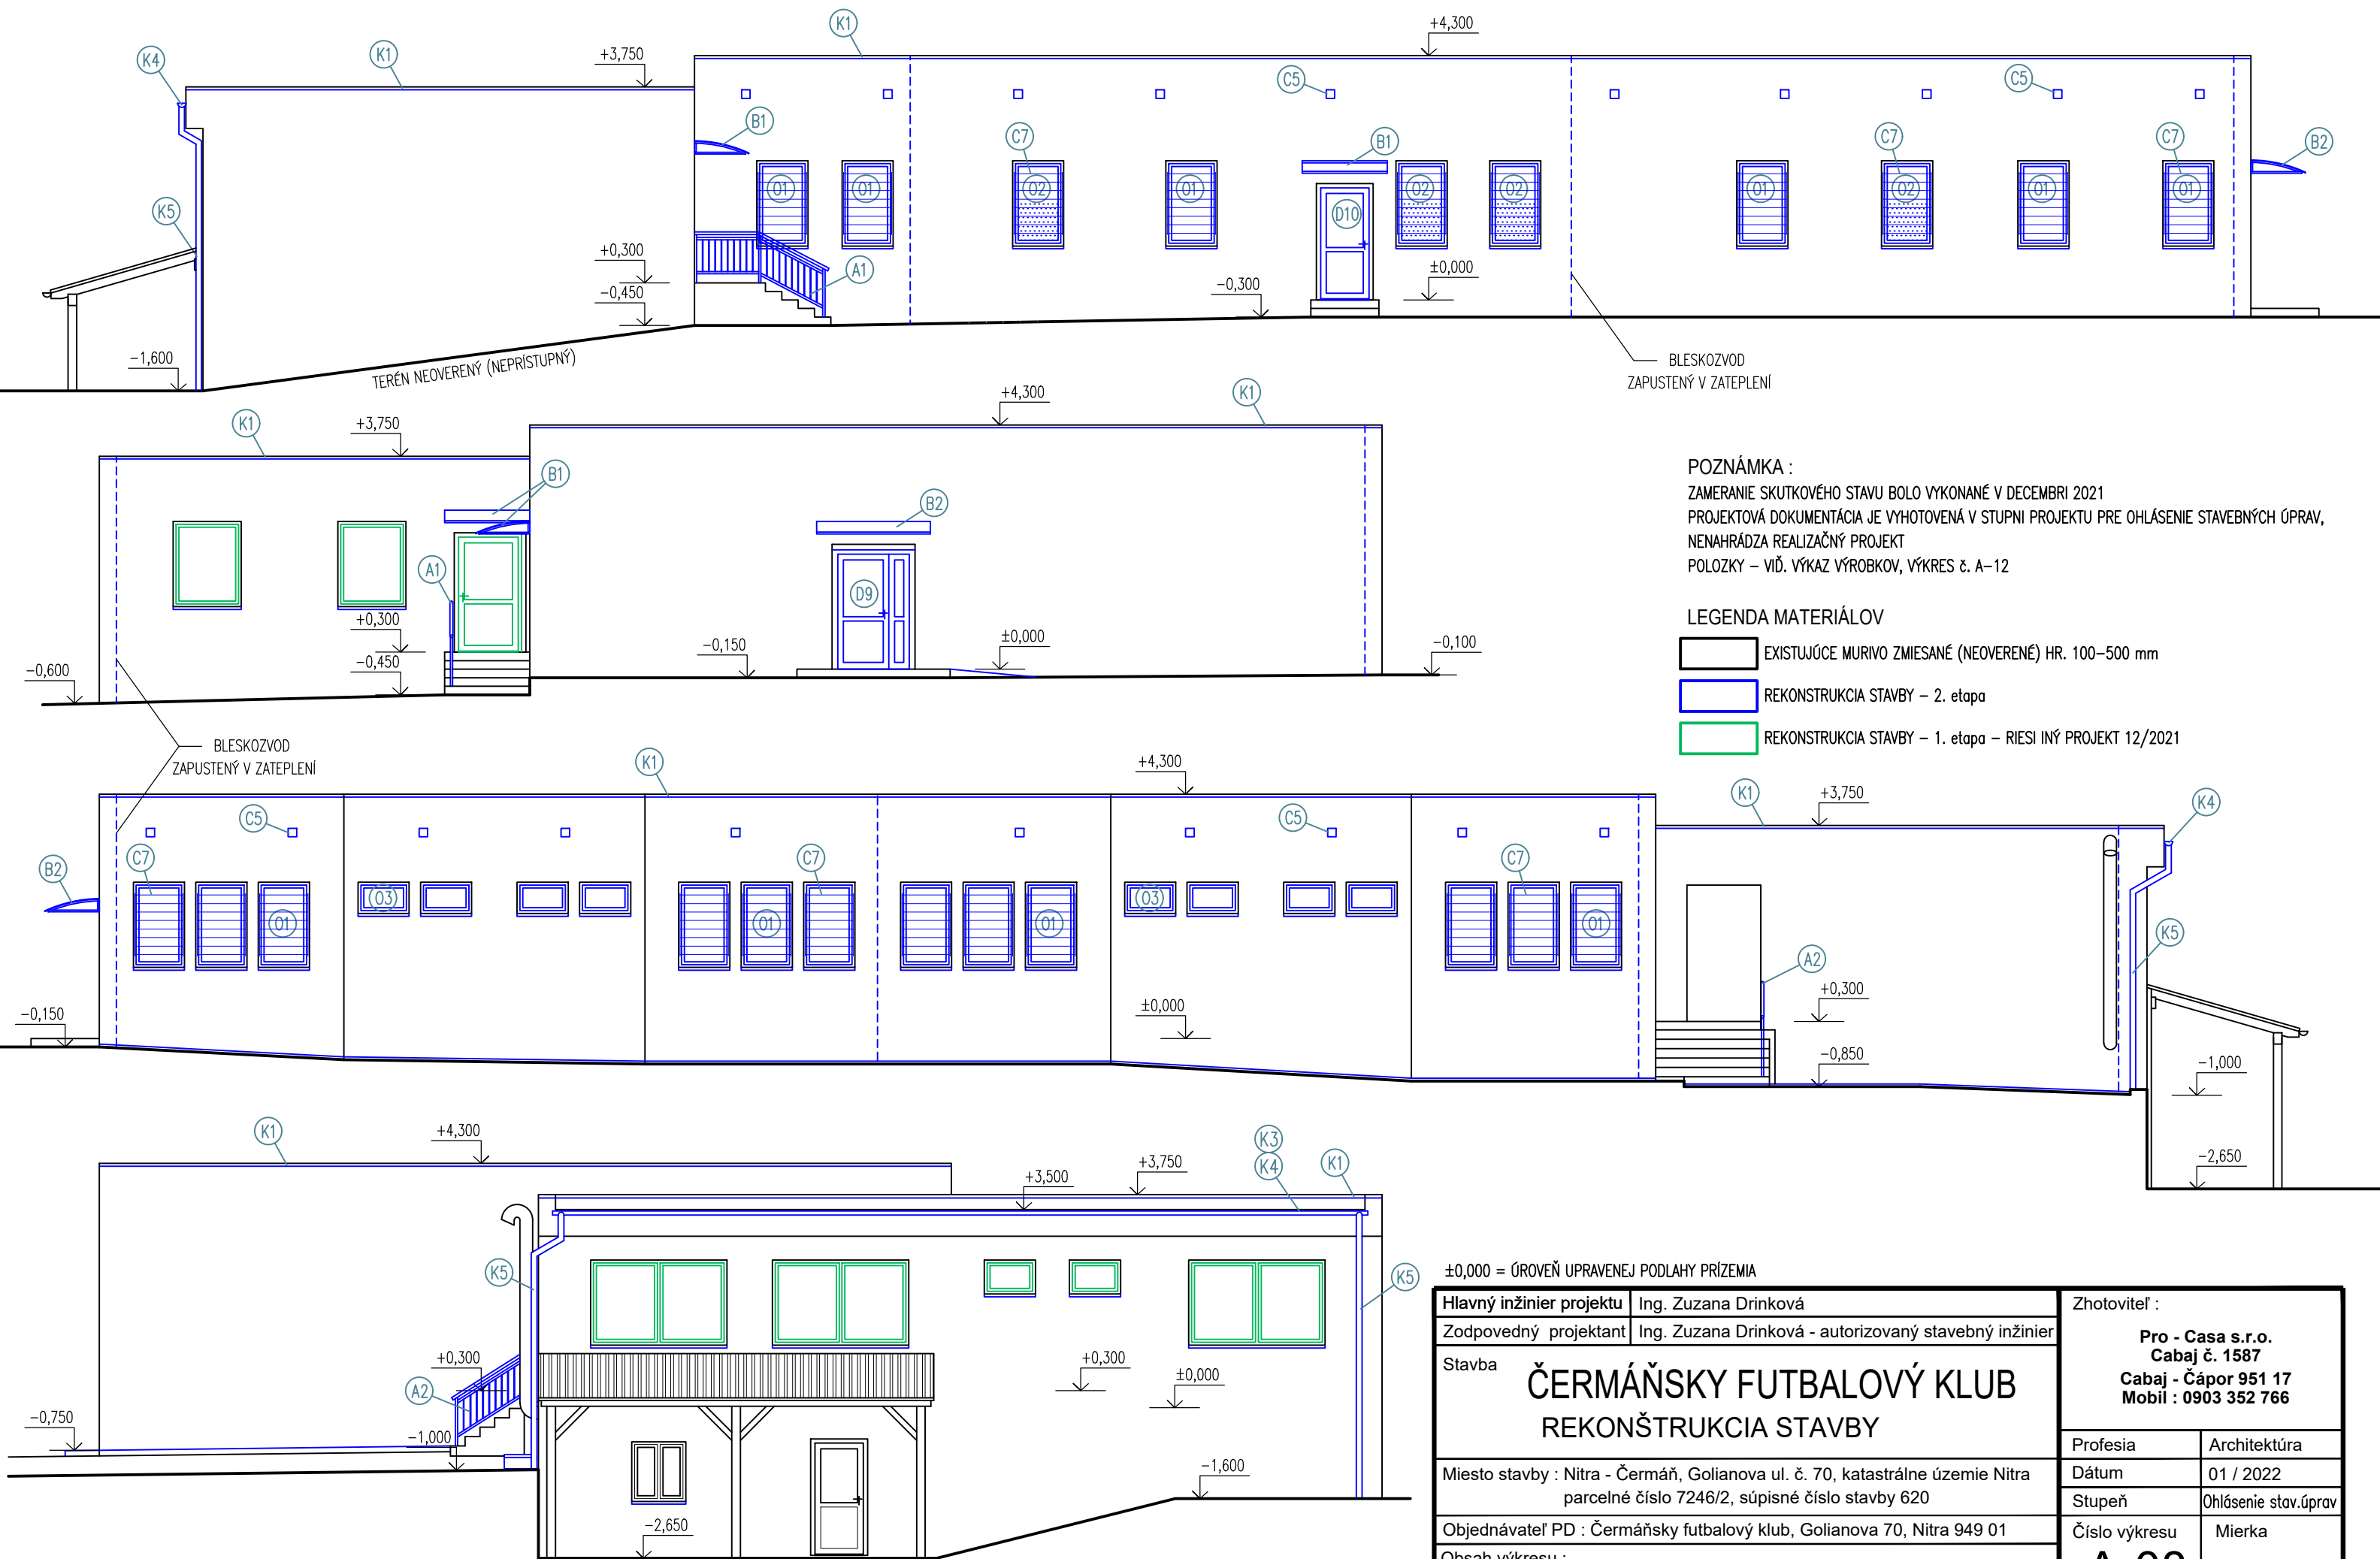 K1
+4,300
K4
K1
+3,750
C5
C5
B1
C7
B1
C7
C7
B2
01
01
02
01
02
02
01
02
01
01
D10
K5
+0,300
A1
±0,000
-0,450
-0,300
-1,600
TERÉN NEOVERENÝ (NEPRÍSTUPNÝ)
BLESKOZVOD
ZAPUSTENÝ V ZATEPLENÍ
K1
+3,750
+4,300
K1
B1
B2
A1
D9
+0,300
-0,450
-0,600
-0,150
±0,000
-0,100
POZNÁMKA :
ZAMERANIE SKUTKOVÉHO STAVU BOLO VYKONANÉ V DECEMBRI 2021
PROJEKTOVÁ DOKUMENTÁCIA JE VYHOTOVENÁ V STUPNI PROJEKTU PRE OHLÁSENIE STAVEBNÝCH ÚPRAV,
NENAHRÁDZA REALIZAČNÝ PROJEKT
POLOZKY – VIĎ. VÝKAZ VÝROBKOV, VÝKRES č. A-12
LEGENDA MATERIÁLOV
EXISTUJÚCE MURIVO ZMIESANÉ (NEOVERENÉ) HR. 100-500 mm
REKONSTRUKCIA STAVBY – 2. etapa
REKONSTRUKCIA STAVBY – 1. etapa – RIESI INÝ PROJEKT 12/2021
BLESKOZVOD
ZAPUSTENÝ V ZATEPLENÍ
K1
+4,300
K1
+3,750
K4
C5
C5
B2
C7
C7
C7
01
03
01
01
03
01
K5
A2
-0,150
±0,000
+0,300
-0,850
-1,000
-2,650
K1
+4,300
K3
K4
K1
+3,500
+3,750
K5
K5
+0,300
A2
+0,300
±0,000
-0,750
-1,000
-1,600
-2,650
±0,000 = ÚROVEŇ UPRAVENEJ PODLAHY PRÍZEMIA
Hlavný inžinier projektu Ing. Zuzana Drinková
Zodpovedný projektant Ing. Zuzana Drinková - autorizovaný stavebný inžinier
Stavba
ČERMÁŇSKY FUTBALOVÝ KLUB
REKONŠTRUKCIA STAVBY
Miesto stavby : Nitra - Čermáň, Golianova ul. č. 70, katastrálne územie Nitra
parcelné číslo 7246/2, súpisné číslo stavby 620
Objednávateľ PD : Čermáňsky futbalový klub, Golianova 70, Nitra 949 01
Obsah výkresu :
Zhotoviteľ :
Pro - Casa s.r.o.
Cabaj č. 1587
Cabaj - Čápor 951 17
Mobil : 0903 352 766
Profesia Architektúra
Dátum 01 / 2022
Stupeň Ohlásenie stav.úprav
Číslo výkresu Mierka